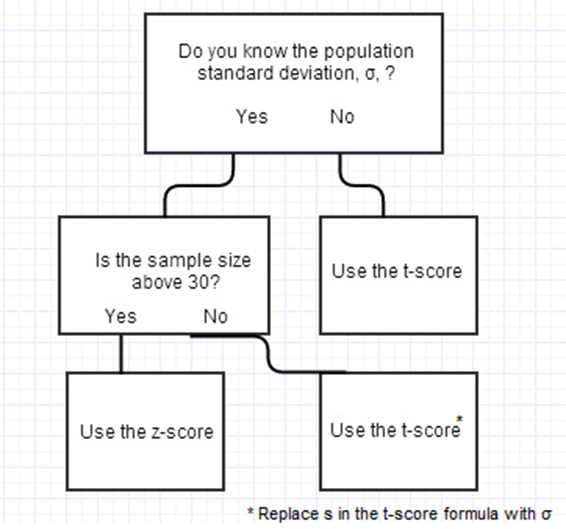 Do you know the population
standard deviation, σ, ?
Yes No
Is the sample size
above 30?
Yes No
Use the t-score
Use the z-score
Use the t-score*
* Replace s in the t-score formula with σ